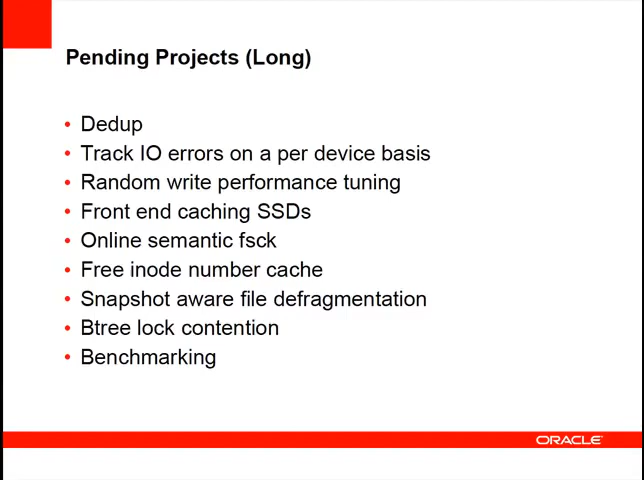 Pending Projects (Long)
• Dedup
• Track IO errors on a per device basis
• Random write performance tuning
• Front end caching SSDs
• Online semantic fsck
• Free inode number cache
• Snapshot aware file defragmentation
• Btree lock contention
• Benchmarking
ORACLE